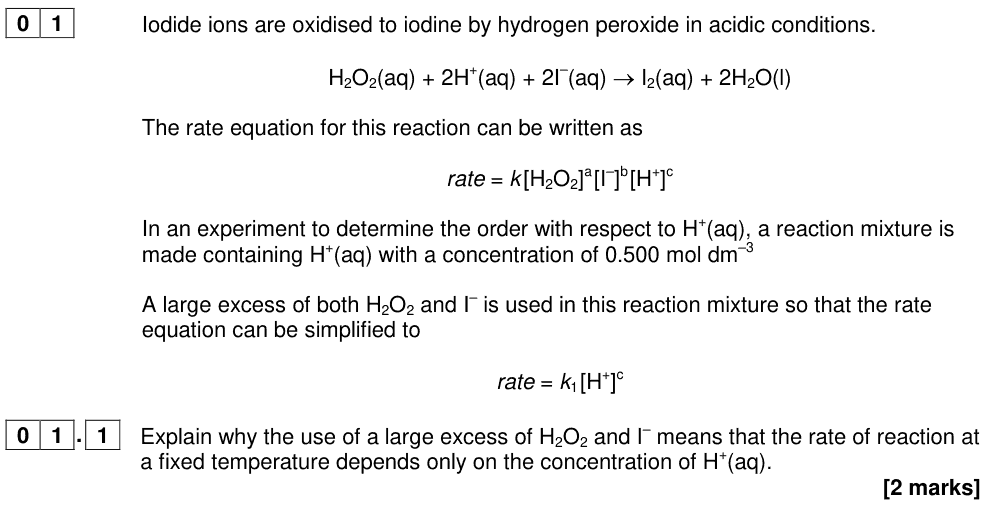 0 1 Iodide ions are oxidised to iodine by hydrogen peroxide in acidic conditions.
H₂O₂(aq) + 2H⁺(aq) + 2I⁻(aq) → I₂(aq) + 2H₂O(l)
The rate equation for this reaction can be written as
rate = k[H₂O₂]ᵃ[I⁻]ᵇ[H⁺]ᶜ
In an experiment to determine the order with respect to H⁺(aq), a reaction mixture is
made containing H⁺(aq) with a concentration of 0.500 mol dm⁻³
A large excess of both H₂O₂ and I⁻ is used in this reaction mixture so that the rate
equation can be simplified to
rate = k₁[H⁺]ᶜ
0 1 . 1 Explain why the use of a large excess of H₂O₂ and I⁻ means that the rate of reaction at
a fixed temperature depends only on the concentration of H⁺(aq).
[2 marks]